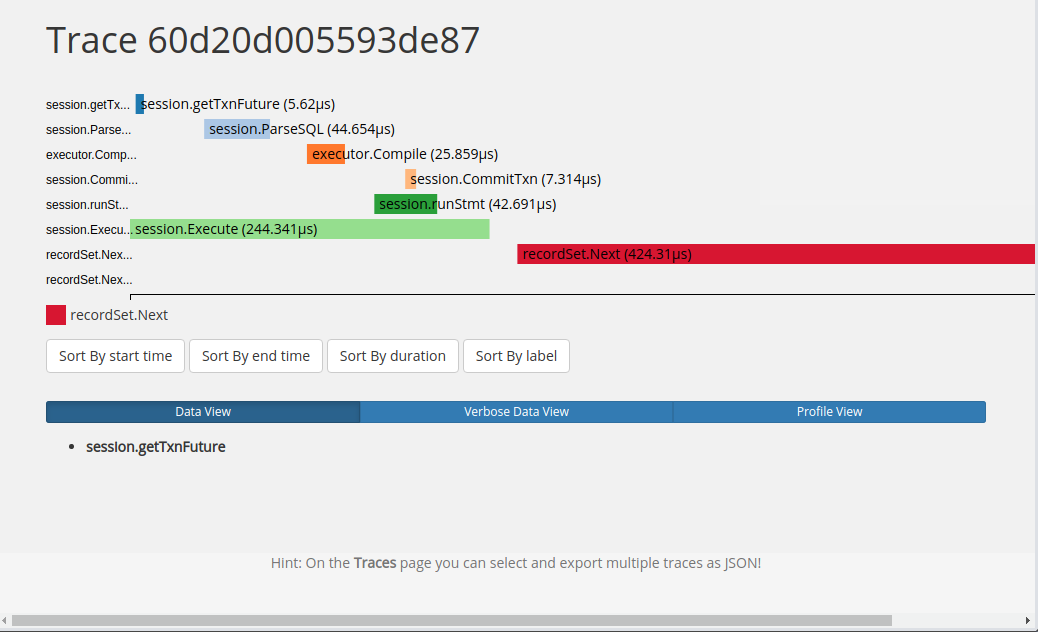 Trace 60d20d005593de87
session.getTx... session.getTxnFuture (5.62µs)
session.Parse... session.ParseSQL (44.654µs)
executor.Comp... executor.Compile (25.859µs)
session.Commi... session.CommitTxn (7.314µs)
session.runSt... session.runStmt (42.691µs)
session.Execu... session.Execute (244.341µs)
recordSet.Nex... recordSet.Next (424.31µs)
recordSet.Nex...
recordSet.Next
Sort By start time Sort By end time Sort By duration Sort By label
Data View Verbose Data View Profile View
session.getTxnFuture
Hint: On the Traces page you can select and export multiple traces as JSON!